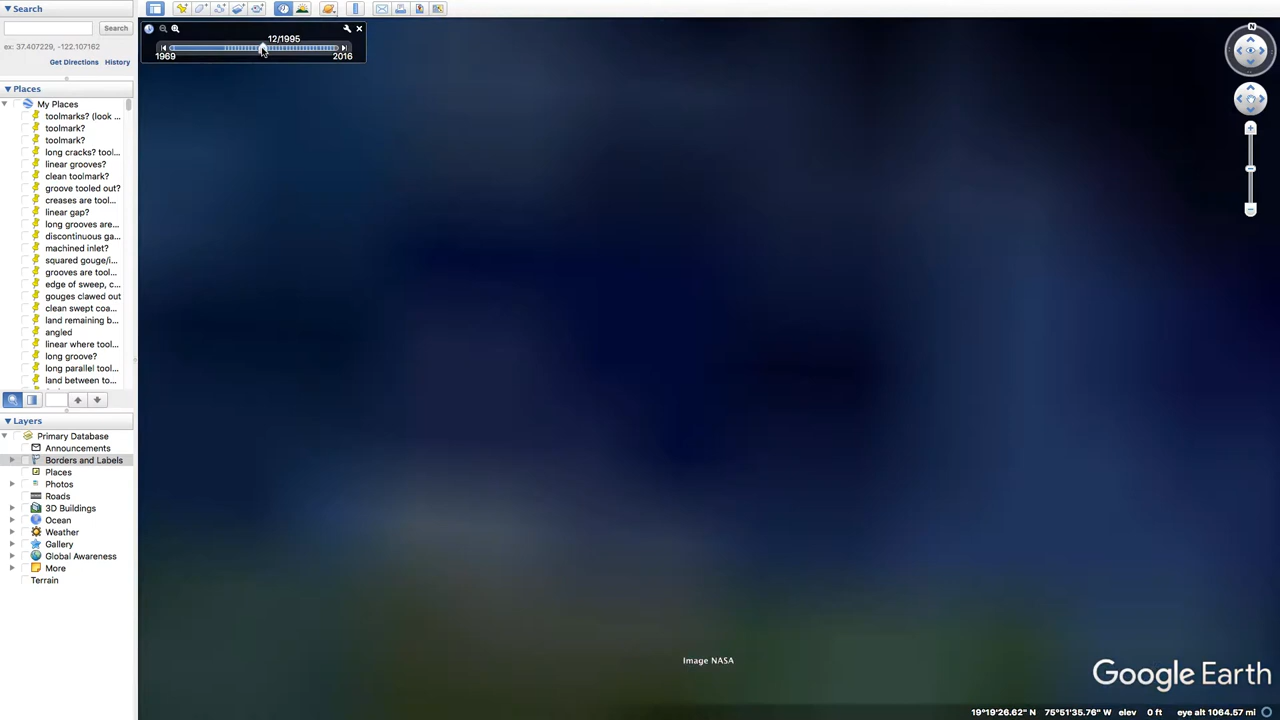 Search
Search
ex: 37.407229, -122.107162
Get Directions History
Places
My Places
toolmarks? (look ...
toolmark?
toolmark?
long cracks? tool...
linear grooves?
clean toolmark?
groove tooled out?
creases are tool...
linear gap?
long grooves are...
discontinuous ga...
machined inlet?
squared gouge/i...
grooves are tool...
edge of sweep, c...
gouges clawed out
clean swept coa...
land remaining b...
angled
linear where tool...
long groove?
long parallel tool...
land between to...
Layers
Primary Database
Announcements
Borders and Labels
Places
Photos
Roads
3D Buildings
Ocean
Weather
Gallery
Global Awareness
More
Terrain
12/1995
1969 2016
N
Image NASA
Google Earth
19°19'26.62" N 75°51'35.76" W elev 0 ft eye alt 1064.57 mi